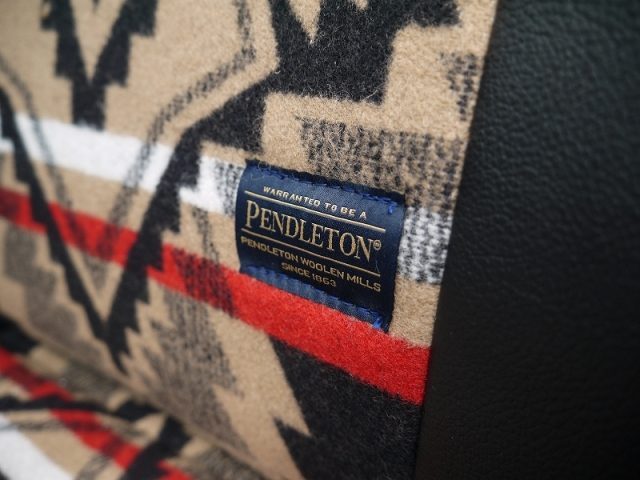 WARRANTED TO BE A
PENDLETON®
PENDLETON WOOLEN MILLS
SINCE 1863